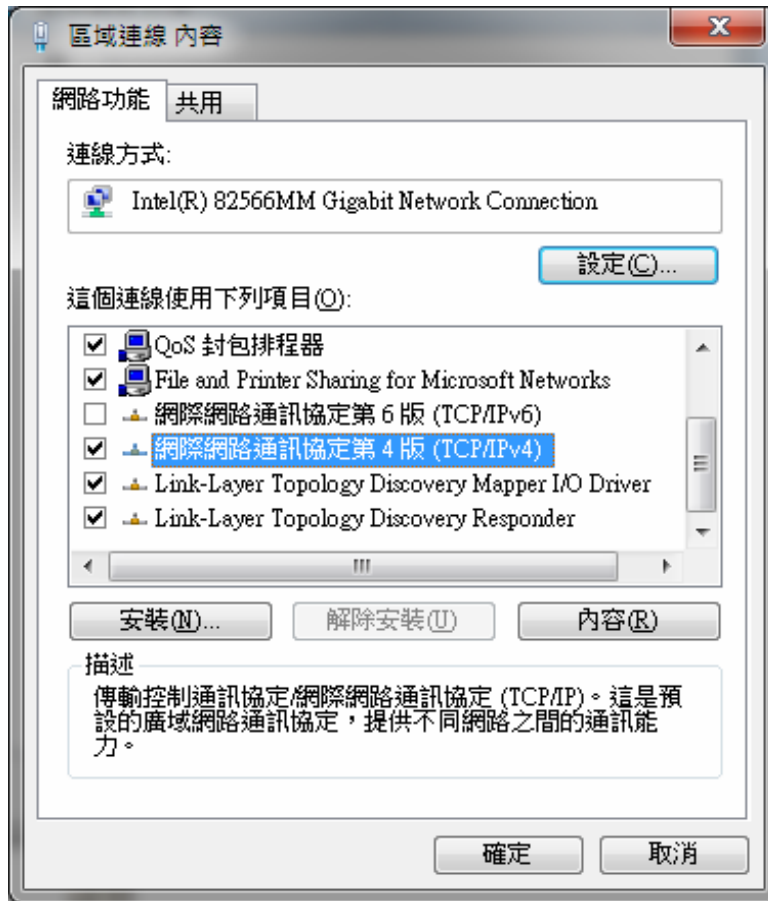 區域連線 內容
網路功能
共用
連線方式:
Intel(R) 82566MM Gigabit Network Connection
設定(C)...
這個連線使用下列項目(O):
QoS 封包排程器
File and Printer Sharing for Microsoft Networks
網際網路通訊協定第 6 版 (TCP/IPv6)
網際網路通訊協定第 4 版 (TCP/IPv4)
Link-Layer Topology Discovery Mapper I/O Driver
Link-Layer Topology Discovery Responder
安裝(N)...
解除安裝(U)
內容(R)
描述
傳輸控制通訊協定/網際網路通訊協定 (TCP/IP)。這是預
設的廣域網路通訊協定，提供不同網路之間的通訊能
力。
確定
取消